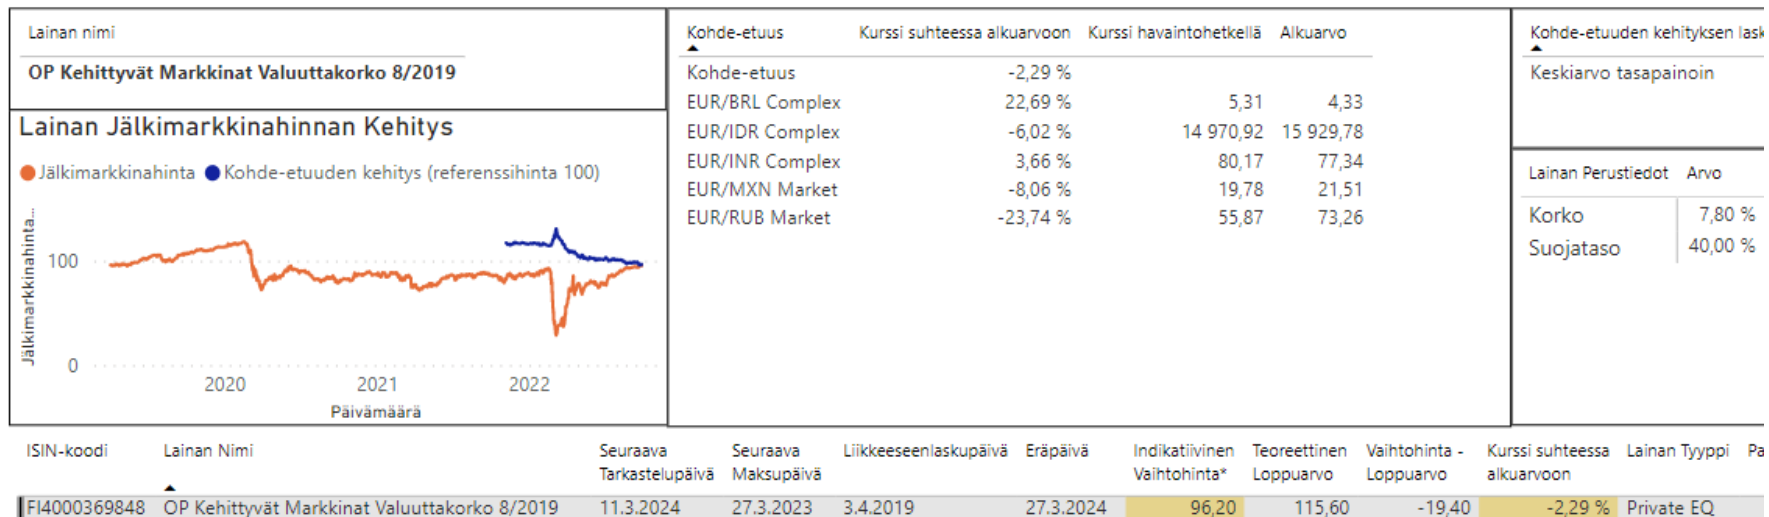 Lainan nimi
OP Kehittyvät Markkinat Valuuttakorko 8/2019
Lainan Jälkimarkkinahinnan Kehitys
Jälkimarkkinahinta Kohde-etuuden kehitys (referenssihinta 100)
Jälkimarkkinahinta...
100
0
2020 2021 2022
Päivämäärä
Kohde-etuus Kurssi suhteessa alkuarvoon Kurssi havaintohetkellä Alkuarvo
Kohde-etuus -2,29 %
EUR/BRL Complex 22,69 % 5,31 4,33
EUR/IDR Complex -6,02 % 14 970,92 15 929,78
EUR/INR Complex 3,66 % 80,17 77,34
EUR/MXN Market -8,06 % 19,78 21,51
EUR/RUB Market -23,74 % 55,87 73,26
Kohde-etuuden kehityksen lask
Keskiarvo tasapainoin
Lainan Perustiedot Arvo
Korko 7,80 %
Suojataso 40,00 %
ISIN-koodi Lainan Nimi Seuraava Seuraava Liikkeeseenlaskupäivä Eräpäivä Indikatiivinen Teoreettinen Vaihtohinta - Kurssi suhteessa Lainan Tyyppi Pa
Tarkastelupäivä Maksupäivä Vaihtohinta* Loppuarvo Loppuarvo alkuarvoon
FI4000369848 OP Kehittyvät Markkinat Valuuttakorko 8/2019 11.3.2024 27.3.2023 3.4.2019 27.3.2024 96,20 115,60 -19,40 -2,29 % Private EQ